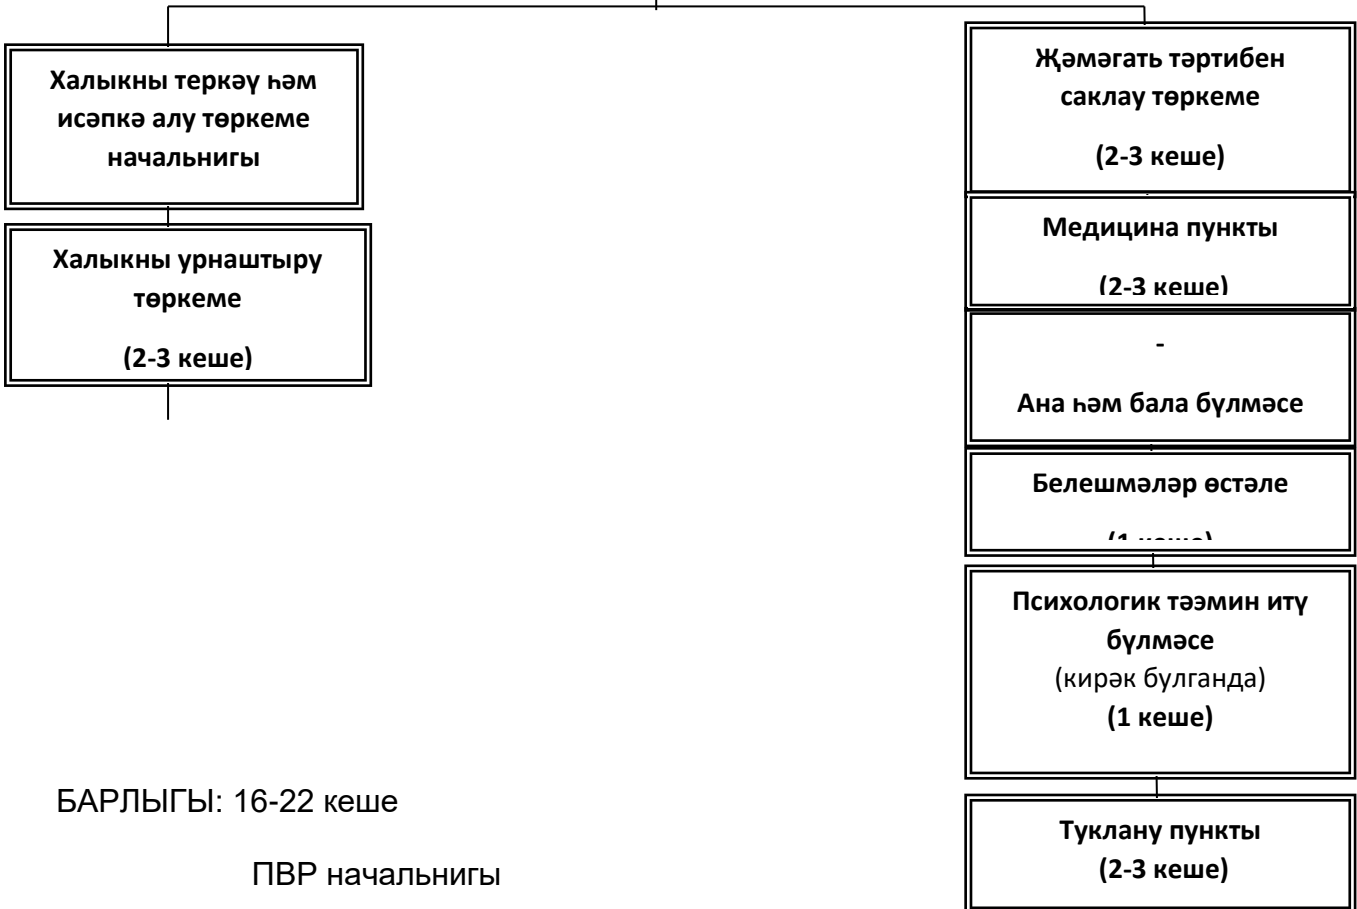 Халыкны теркәү һәм
исәпкә алу төркеме
начальнигы
Халыкны урнаштыру
төркеме
(2-3 кеше)
Җәмәгать тәртибен
саклау төркеме
(2-3 кеше)
Медицина пункты
(2-3 кеше)
-
Ана һәм бала бүлмәсе
Белешмәләр өстәле
(1 кеше)
Психологик тәэмин итү
бүлмәсе
(кирәк булганда)
(1 кеше)
Туклану пункты
(2-3 кеше)
БАРЛЫГЫ: 16-22 кеше
ПВР начальнигы